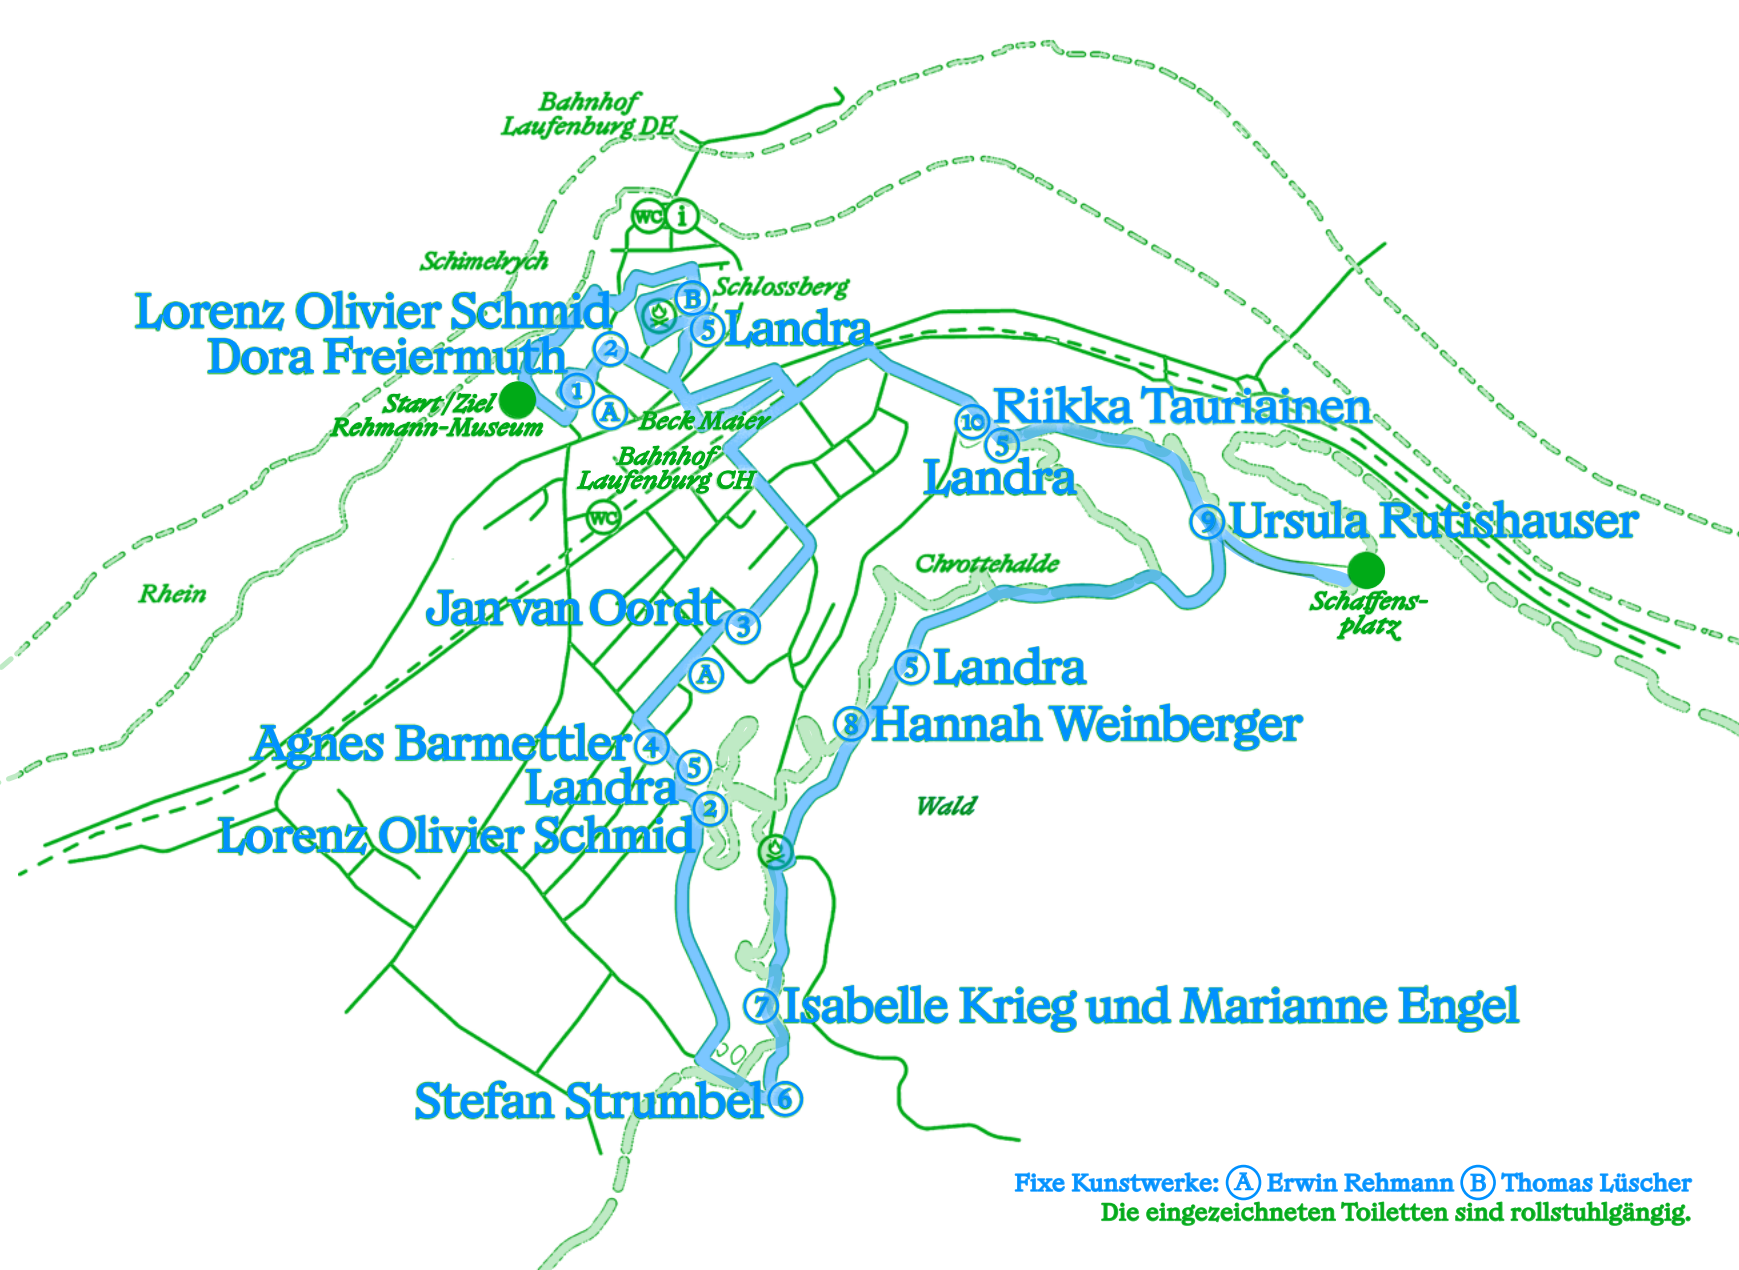 Bahnhof
Laufenburg DE
WC i
Schimelrych
Schlossberg
B
Lorenz Olivier Schmid
5 Landra
2
Dora Freiermuth
1
A
Start/Ziel
Rehmann-Museum
Beck Maier
10 Riikka Tauriainen
5
Landra
Bahnhof
Laufenburg CH
WC
9 Ursula Rutishauser
Chrottehalde
Rhein
Schaffens-
platz
Jan van Oordt 3
A
5 Landra
8 Hannah Weinberger
Agnes Barmettler 4
5
Landra
2
Lorenz Olivier Schmid
Wald
7 Isabelle Krieg und Marianne Engel
Stefan Strumbel 6
Fixe Kunstwerke: A Erwin Rehmann B Thomas Lüscher
Die eingezeichneten Toiletten sind rollstuhlgängig.